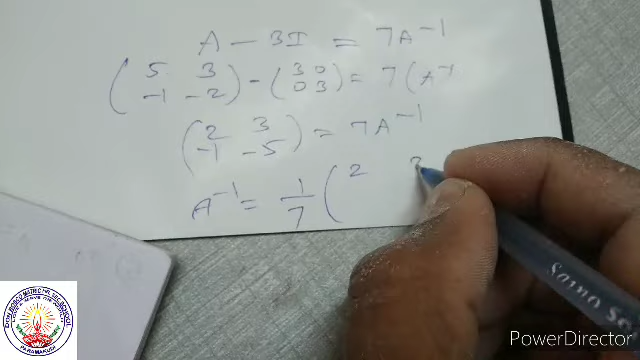 A - 3I = 7A⁻¹
( 5 3 ) - ( 3 0 ) = 7 (A⁻¹
( -1 -2 ) ( 0 3 )
( 2 3 ) = 7A⁻¹
( -1 -5 )
A⁻¹ = 1/7 ( 2 3
PowerDirector